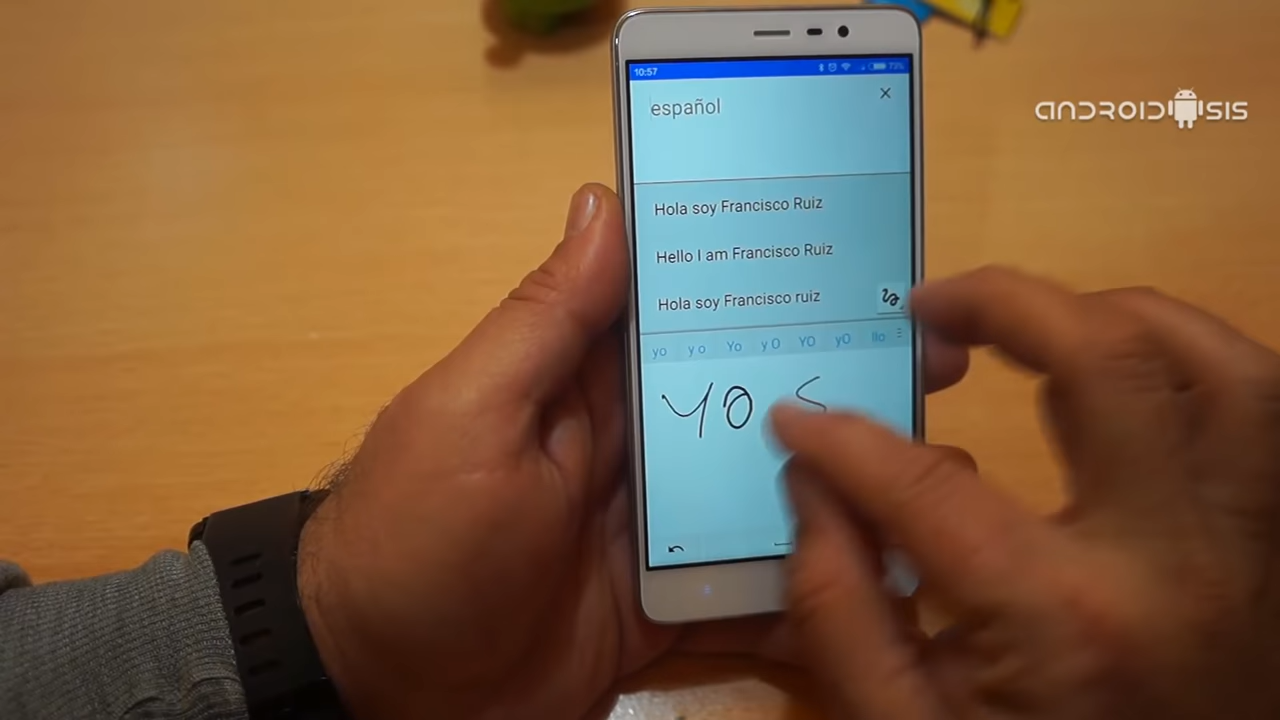 10:57
73%
español
ANDROIDSIS
Hola soy Francisco Ruiz
Hello I am Francisco Ruiz
Hola soy Francisco ruiz
yo y o Yo y O YO yO llo
YO S